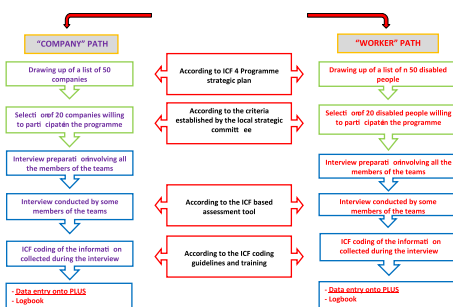 "COMPANY" PATH
Drawing up of a list of 50
companies
Selecti on of 20 companies willing
to parti cipate in the programme
Interview preparati on involving all
the members of the teams
Interview conducted by some
members of the teams
ICF coding of the informati on
collected during the interview
- Data entry onto PLUS
- Logbook
According to ICF 4 Programme
strategic plan
According to the criteria
established by the local strategic
committ ee
According to the ICF based
assessment tool
According to the ICF coding
guidelines and training
"WORKER" PATH
Drawing up of a list of n 50 disabled
people
Selecti on of 20 disabled people willing
to parti cipate in the programme
Interview preparati on involving all the
members of the teams
Interview conducted by some
members of the teams
ICF coding of the informati on
collected during the interview
- Data entry onto PLUS
- Logbook